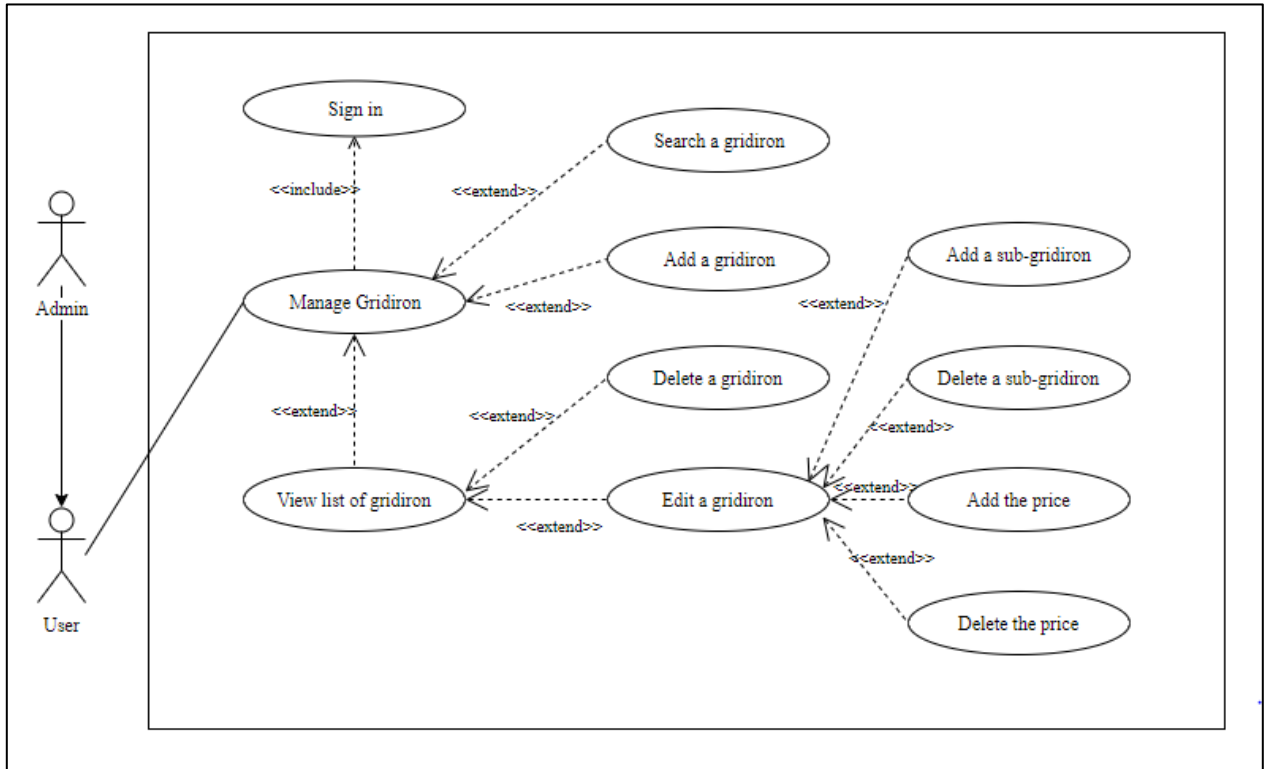 Sign in
Search a gridiron
<<include>>
<<extend>>
Add a gridiron
Add a sub-gridiron
Admin
Manage Gridiron
<<extend>>
<<extend>>
Delete a gridiron
Delete a sub-gridiron
<<extend>>
<<extend>>
<<extend>>
View list of gridiron
Edit a gridiron
<<extend>>
Add the price
<<extend>>
<<extend>>
User
Delete the price